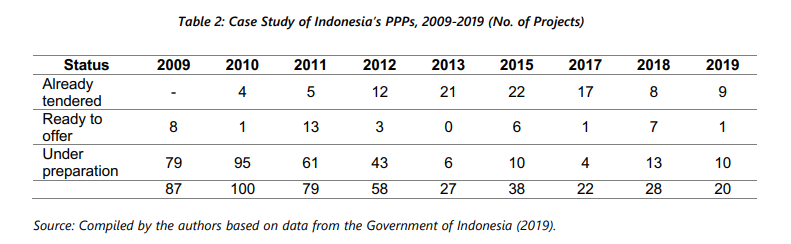 Table 2: Case Study of Indonesia's PPPs, 2009-2019 (No. of Projects)
Status 2009 2010 2011 2012 2013 2015 2017 2018 2019
Already tendered - 4 5 12 21 22 17 8 9
Ready to offer 8 1 13 3 0 6 1 7 1
Under preparation 79 95 61 43 6 10 4 13 10
87 100 79 58 27 38 22 28 20
Source: Compiled by the authors based on data from the Government of Indonesia (2019).